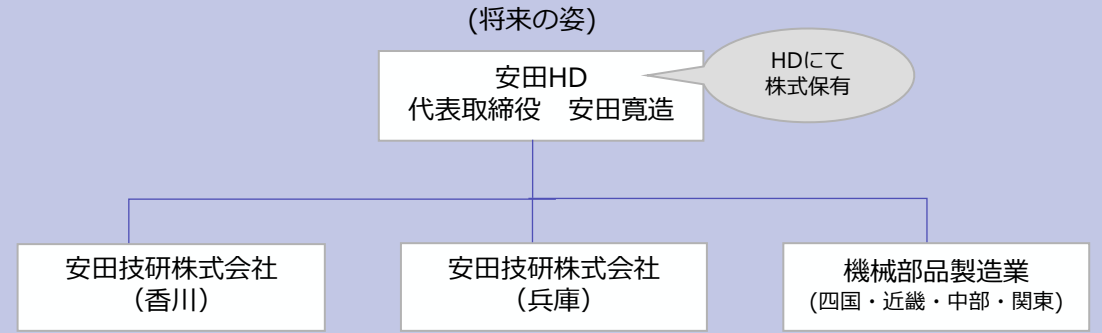 (将来の姿)
安田HD
代表取締役　安田寛造
HDにて
株式保有
安田技研株式会社
（香川）
安田技研株式会社
（兵庫）
機械部品製造業
(四国・近畿・中部・関東)